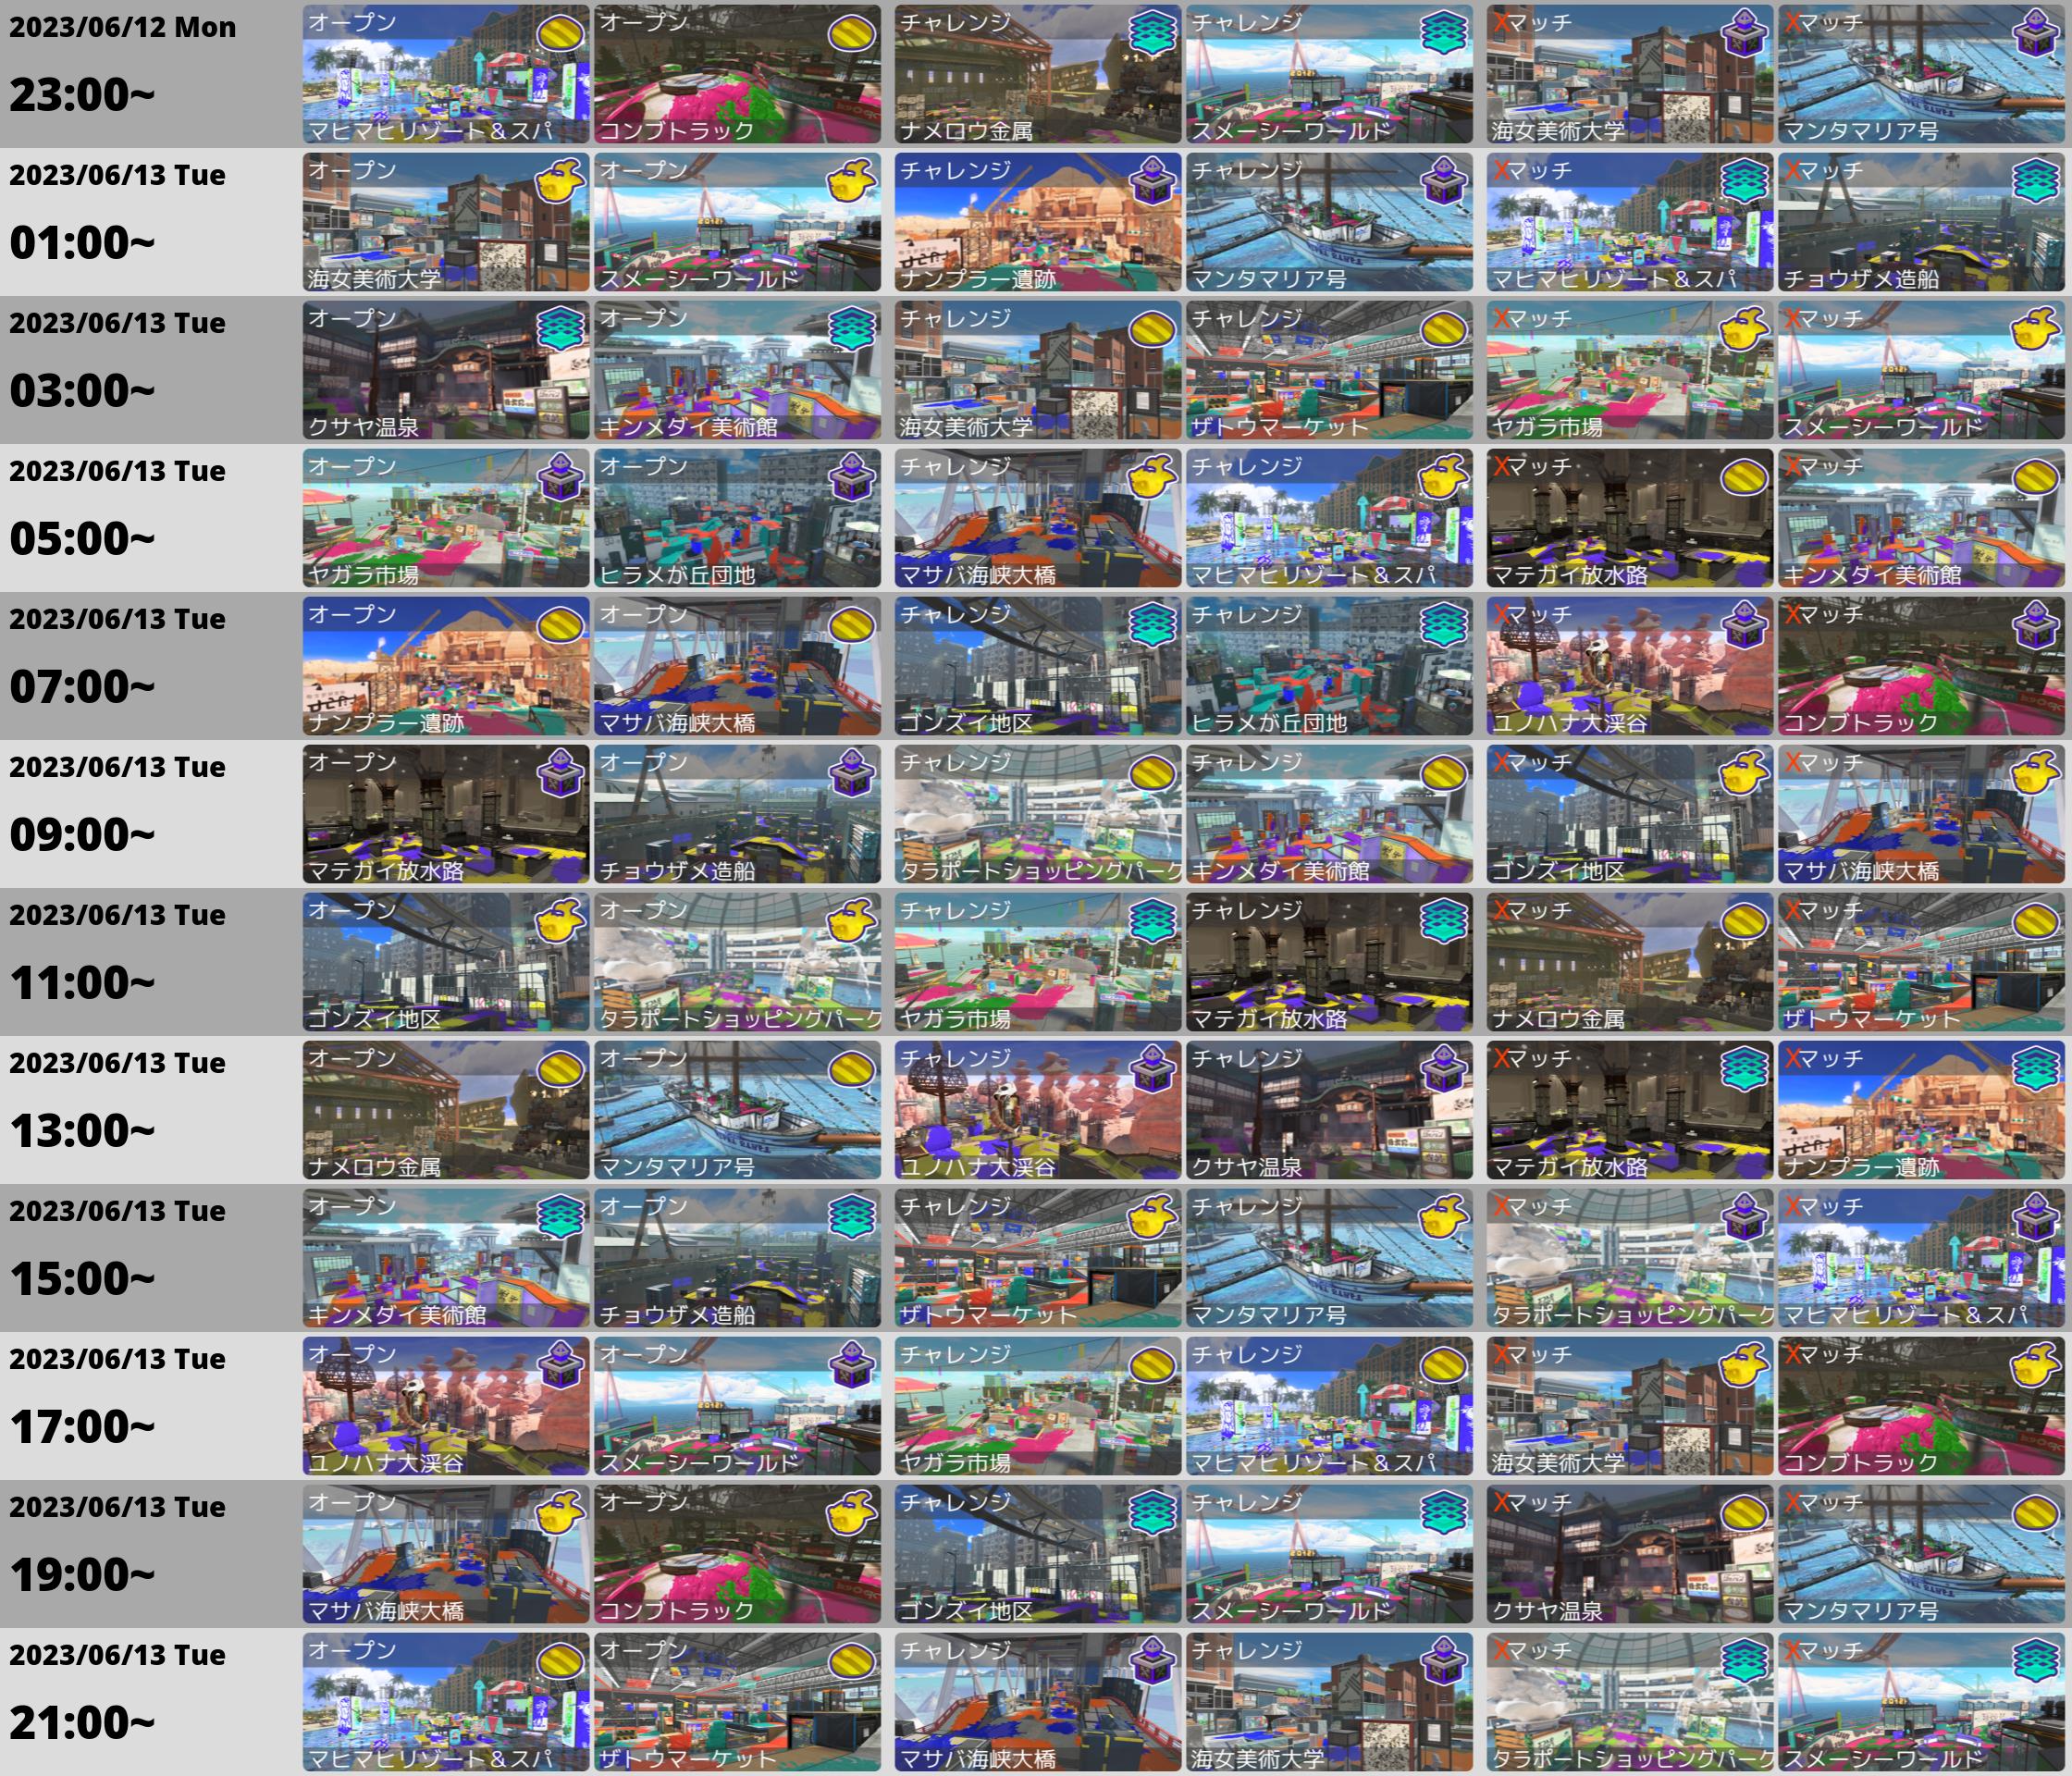 2023/06/12 Mon
23:00~
オープン オープン チャレンジ チャレンジ Xマッチ Xマッチ
マヒマヒリゾート＆スパ コンブトラック ナメロウ金属 スメーシーワールド 海女美術大学 マンタマリア号
2023/06/13 Tue
01:00~
オープン オープン チャレンジ チャレンジ Xマッチ Xマッチ
海女美術大学 スメーシーワールド ナンプラー遺跡 マンタマリア号 マヒマヒリゾート＆スパ チョウザメ造船
2023/06/13 Tue
03:00~
オープン オープン チャレンジ チャレンジ Xマッチ Xマッチ
クサヤ温泉 キンメダイ美術館 海女美術大学 ザトウマーケット ヤガラ市場 スメーシーワールド
2023/06/13 Tue
05:00~
オープン オープン チャレンジ チャレンジ Xマッチ Xマッチ
ヤガラ市場 ヒラメが丘団地 マサバ海峡大橋 マヒマヒリゾート＆スパ マテガイ放水路 キンメダイ美術館
2023/06/13 Tue
07:00~
オープン オープン チャレンジ チャレンジ Xマッチ Xマッチ
ナンプラー遺跡 マサバ海峡大橋 ゴンズイ地区 ヒラメが丘団地 ユノハナ大渓谷 コンブトラック
2023/06/13 Tue
09:00~
オープン オープン チャレンジ チャレンジ Xマッチ Xマッチ
マテガイ放水路 チョウザメ造船 タラポートショッピングパーク キンメダイ美術館 ゴンズイ地区 マサバ海峡大橋
2023/06/13 Tue
11:00~
オープン オープン チャレンジ チャレンジ Xマッチ Xマッチ
ゴンズイ地区 タラポートショッピングパーク ヤガラ市場 マテガイ放水路 ナメロウ金属 ザトウマーケット
2023/06/13 Tue
13:00~
オープン オープン チャレンジ チャレンジ Xマッチ Xマッチ
ナメロウ金属 マンタマリア号 ユノハナ大渓谷 クサヤ温泉 マテガイ放水路 ナンプラー遺跡
2023/06/13 Tue
15:00~
オープン オープン チャレンジ チャレンジ Xマッチ Xマッチ
キンメダイ美術館 チョウザメ造船 ザトウマーケット マンタマリア号 タラポートショッピングパーク マヒマヒリゾート＆スパ
2023/06/13 Tue
17:00~
オープン オープン チャレンジ チャレンジ Xマッチ Xマッチ
ユノハナ大渓谷 スメーシーワールド ヤガラ市場 マヒマヒリゾート＆スパ 海女美術大学 コンブトラック
2023/06/13 Tue
19:00~
オープン オープン チャレンジ チャレンジ Xマッチ Xマッチ
マサバ海峡大橋 コンブトラック ゴンズイ地区 スメーシーワールド クサヤ温泉 マンタマリア号
2023/06/13 Tue
21:00~
オープン オープン チャレンジ チャレンジ Xマッチ Xマッチ
マヒマヒリゾート＆スパ ザトウマーケット マサバ海峡大橋 海女美術大学 タラポートショッピングパーク スメーシーワールド